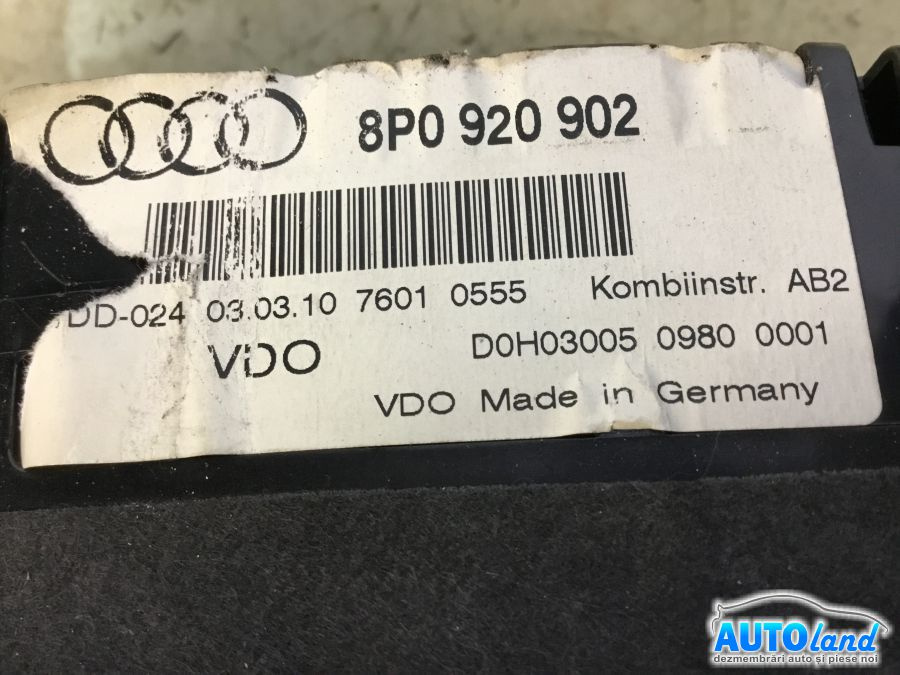 8P0 920 902
DD-024 03.03.10 7601 0555 Kombiinstr. AB2
VDO D0H03005 0980 0001
VDO Made in Germany
AUTOland
dezmembrări auto și piese noi